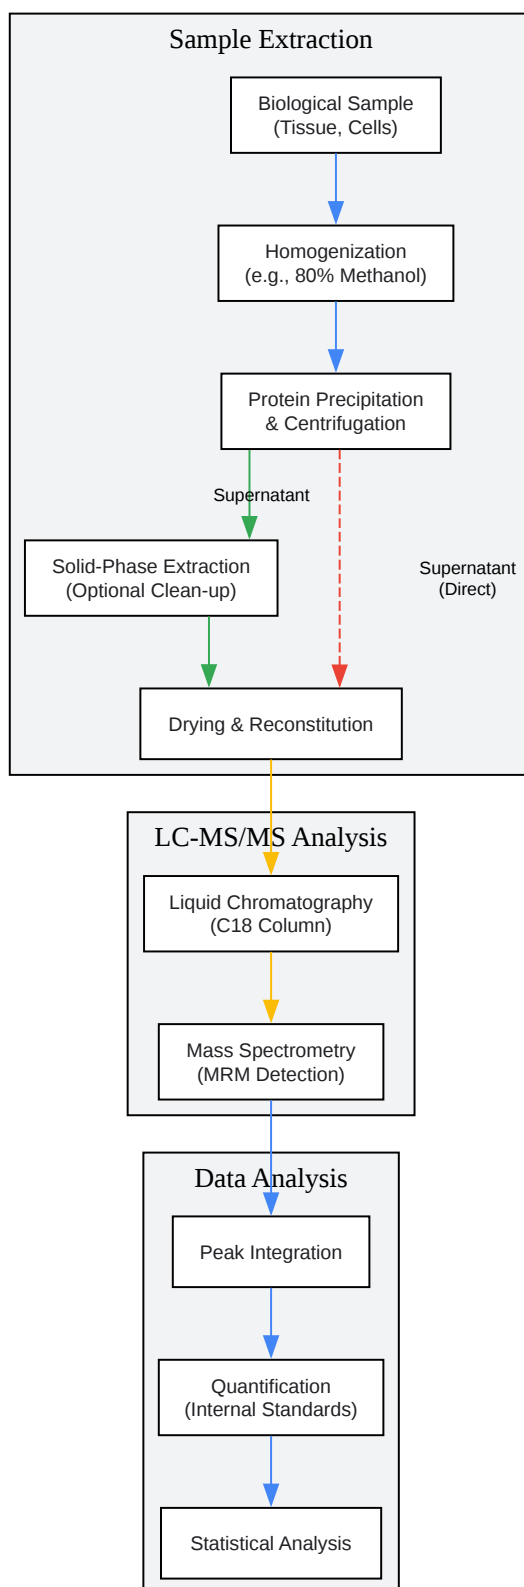 Sample Extraction
Biological Sample
(Tissue, Cells)
Homogenization
(e.g., 80% Methanol)
Protein Precipitation
& Centrifugation
Supernatant
Solid-Phase Extraction
(Optional Clean-up)
Supernatant
(Direct)
Drying & Reconstitution
LC-MS/MS Analysis
Liquid Chromatography
(C18 Column)
Mass Spectrometry
(MRM Detection)
Data Analysis
Peak Integration
Quantification
(Internal Standards)
Statistical Analysis